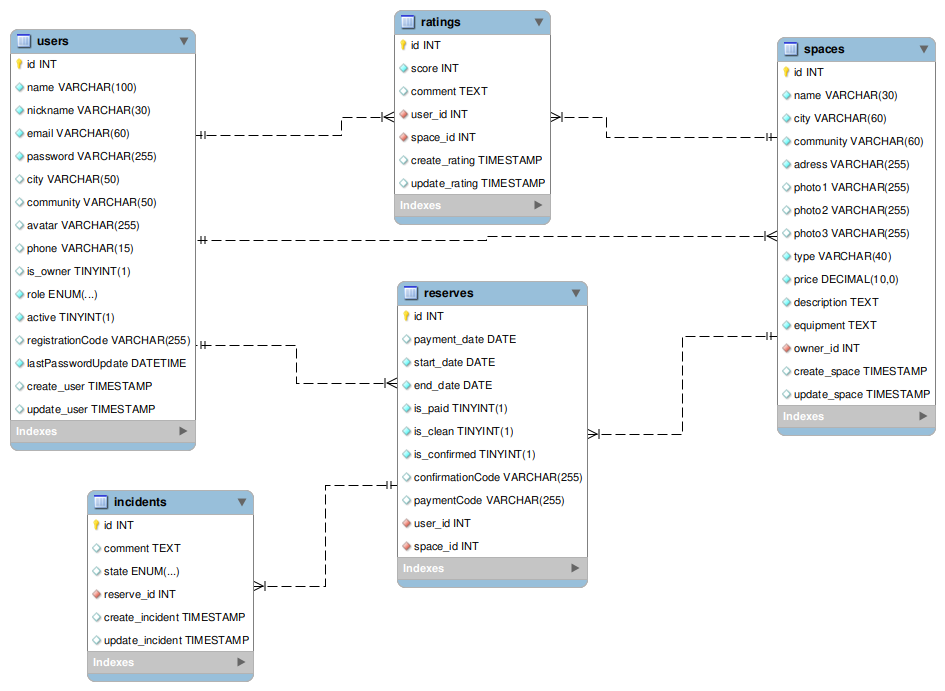 users
id INT
name VARCHAR(100)
nickname VARCHAR(30)
email VARCHAR(60)
password VARCHAR(255)
city VARCHAR(50)
community VARCHAR(50)
avatar VARCHAR(255)
phone VARCHAR(15)
is_owner TINYINT(1)
role ENUM(...)
active TINYINT(1)
registrationCode VARCHAR(255)
lastPasswordUpdate DATETIME
create_user TIMESTAMP
update_user TIMESTAMP
Indexes
ratings
id INT
score INT
comment TEXT
user_id INT
space_id INT
create_rating TIMESTAMP
update_rating TIMESTAMP
Indexes
spaces
id INT
name VARCHAR(30)
city VARCHAR(60)
community VARCHAR(60)
adress VARCHAR(255)
photo1 VARCHAR(255)
photo2 VARCHAR(255)
photo3 VARCHAR(255)
type VARCHAR(40)
price DECIMAL(10,0)
description TEXT
equipment TEXT
owner_id INT
create_space TIMESTAMP
update_space TIMESTAMP
Indexes
reserves
id INT
payment_date DATE
start_date DATE
end_date DATE
is_paid TINYINT(1)
is_clean TINYINT(1)
is_confirmed TINYINT(1)
confirmationCode VARCHAR(255)
paymentCode VARCHAR(255)
user_id INT
space_id INT
Indexes
incidents
id INT
comment TEXT
state ENUM(...)
reserve_id INT
create_incident TIMESTAMP
update_incident TIMESTAMP
Indexes